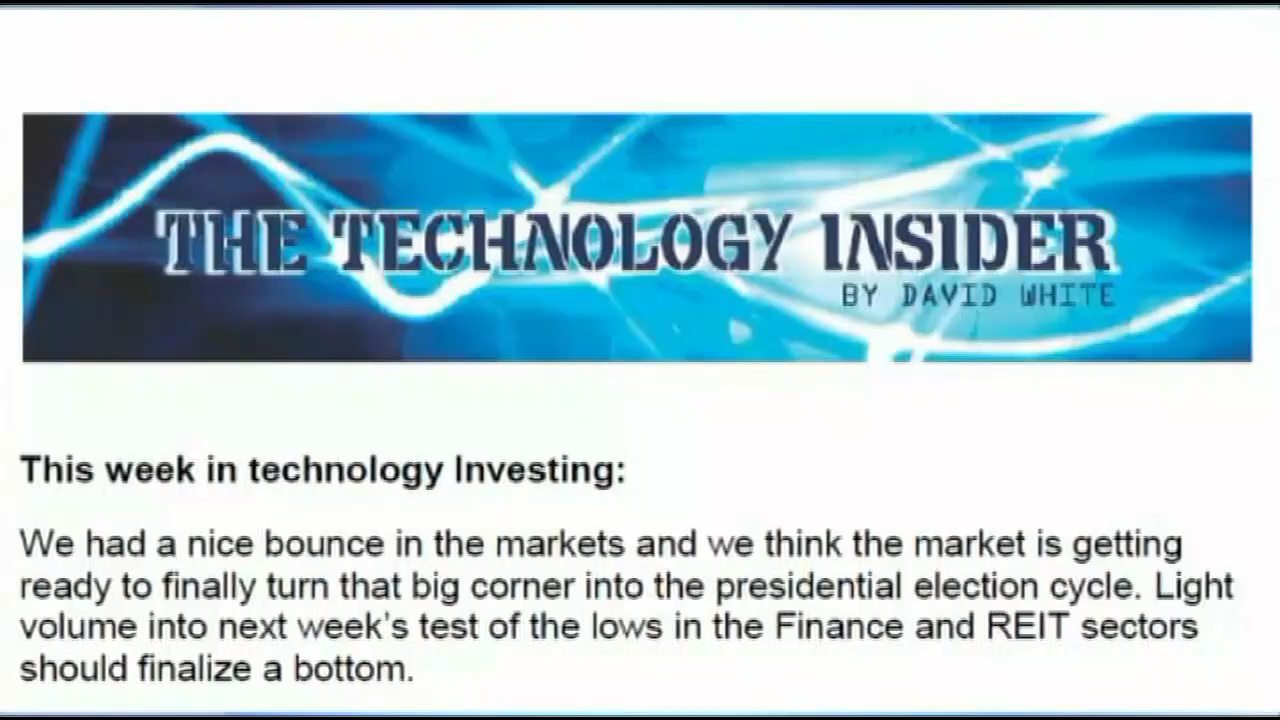 THE TECHNOLOGY INSIDER
BY DAVID WHITE
This week in technology Investing:
We had a nice bounce in the markets and we think the market is getting
ready to finally turn that big corner into the presidential election cycle. Light
volume into next week's test of the lows in the Finance and REIT sectors
should finalize a bottom.